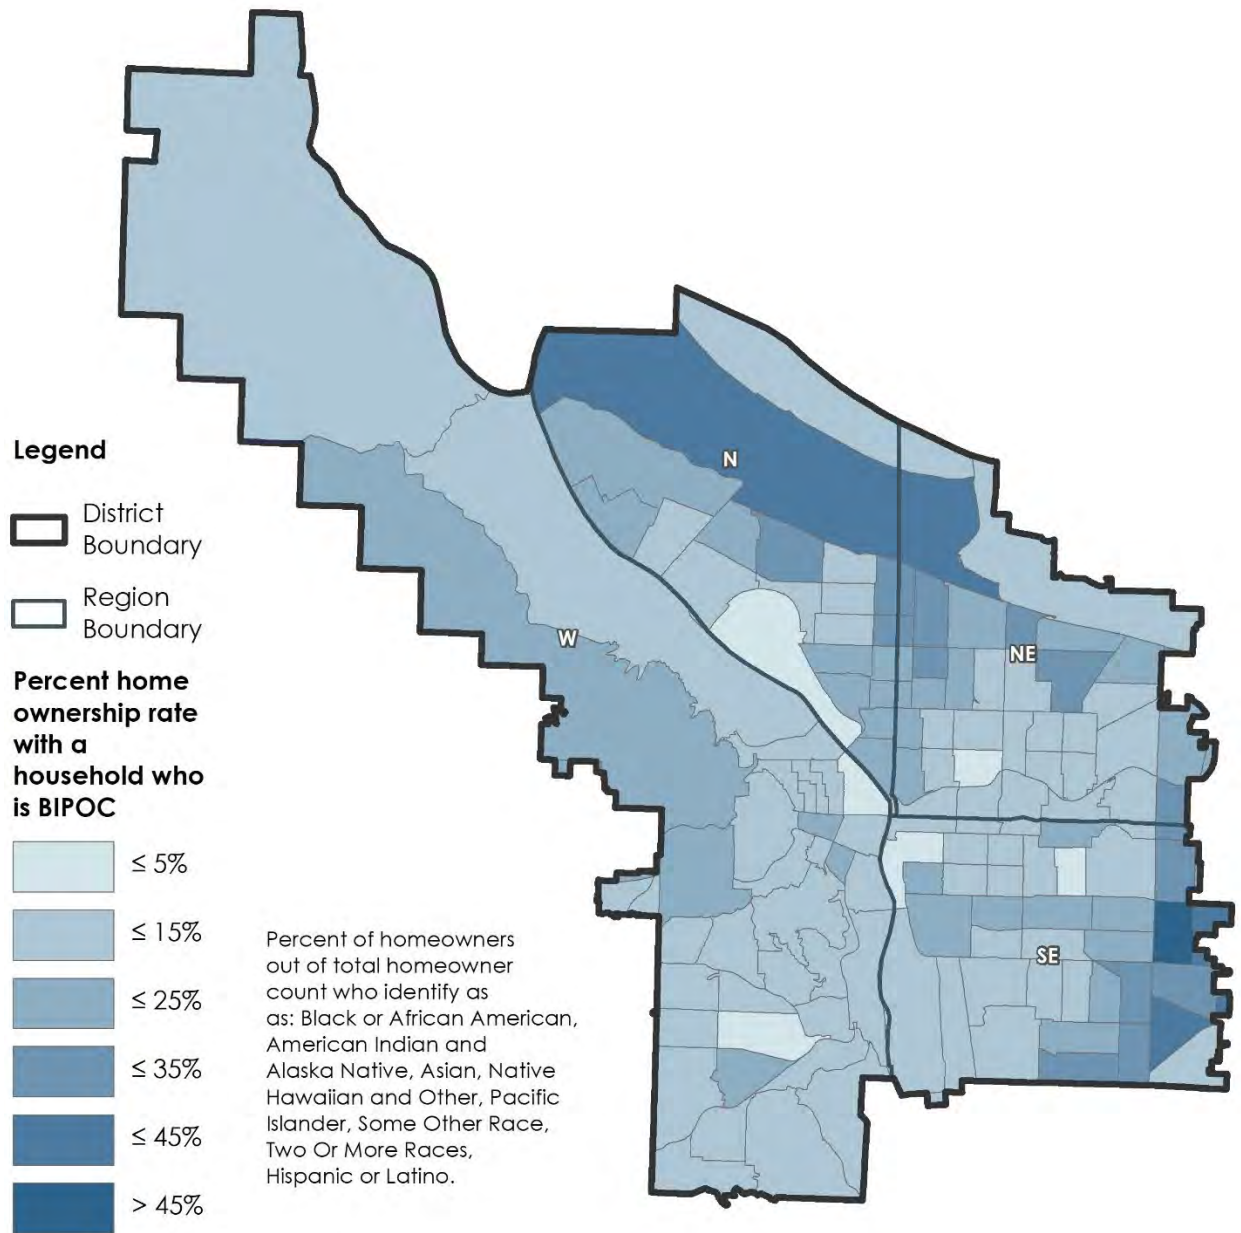 Legend
District
Boundary
Region
Boundary
Percent home
ownership rate
with a
household who
is BIPOC
≤ 5%
≤ 15%
≤ 25%
≤ 35%
≤ 45%
> 45%
Percent of homeowners
out of total homeowner
count who identify as
as: Black or African American,
American Indian and
Alaska Native, Asian, Native
Hawaiian and Other, Pacific
Islander, Some Other Race,
Two Or More Races,
Hispanic or Latino.
N
W
NE
SE